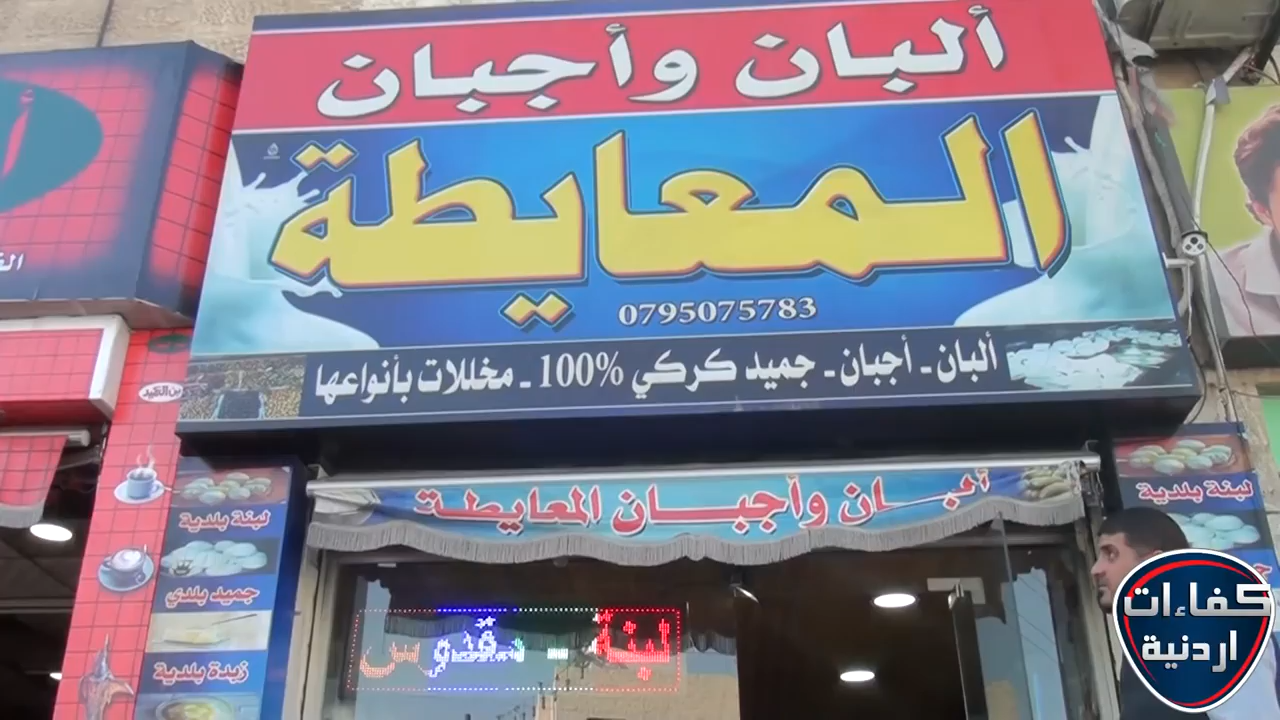 ألبان وأجبان
المعايطة
0795075783
ألبان - أجبان - جميد كركي 100% - مخللات بأنواعها
ألبان وأجبان المعايطة
لبنة بلدية
جميد بلدي
زبدة بلدية
لبنة بلدية
لبنة
كفاءات
اردنية